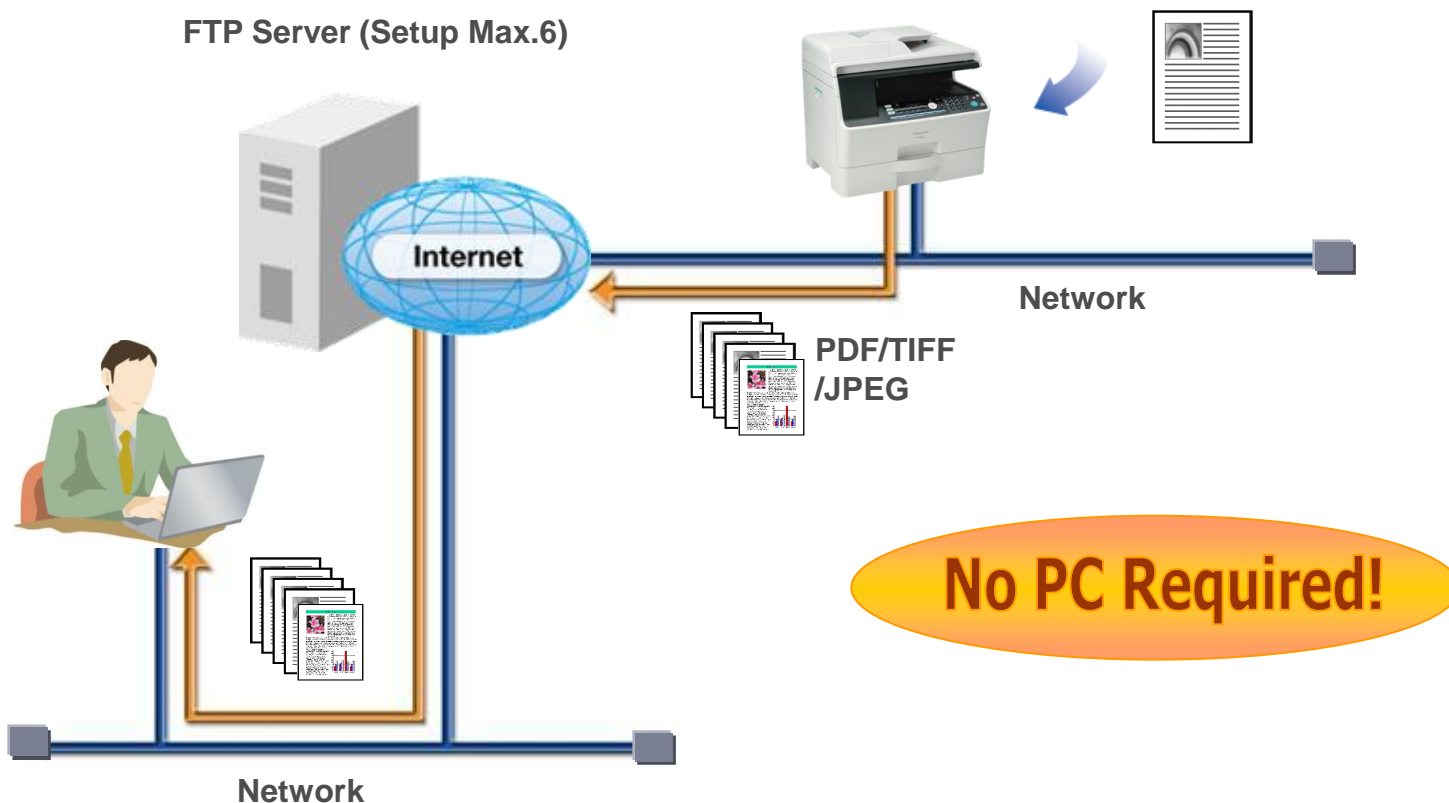 FTP Server (Setup Max.6)
Internet
Network
PDF/TIFF
/JPEG
No PC Required!
Network